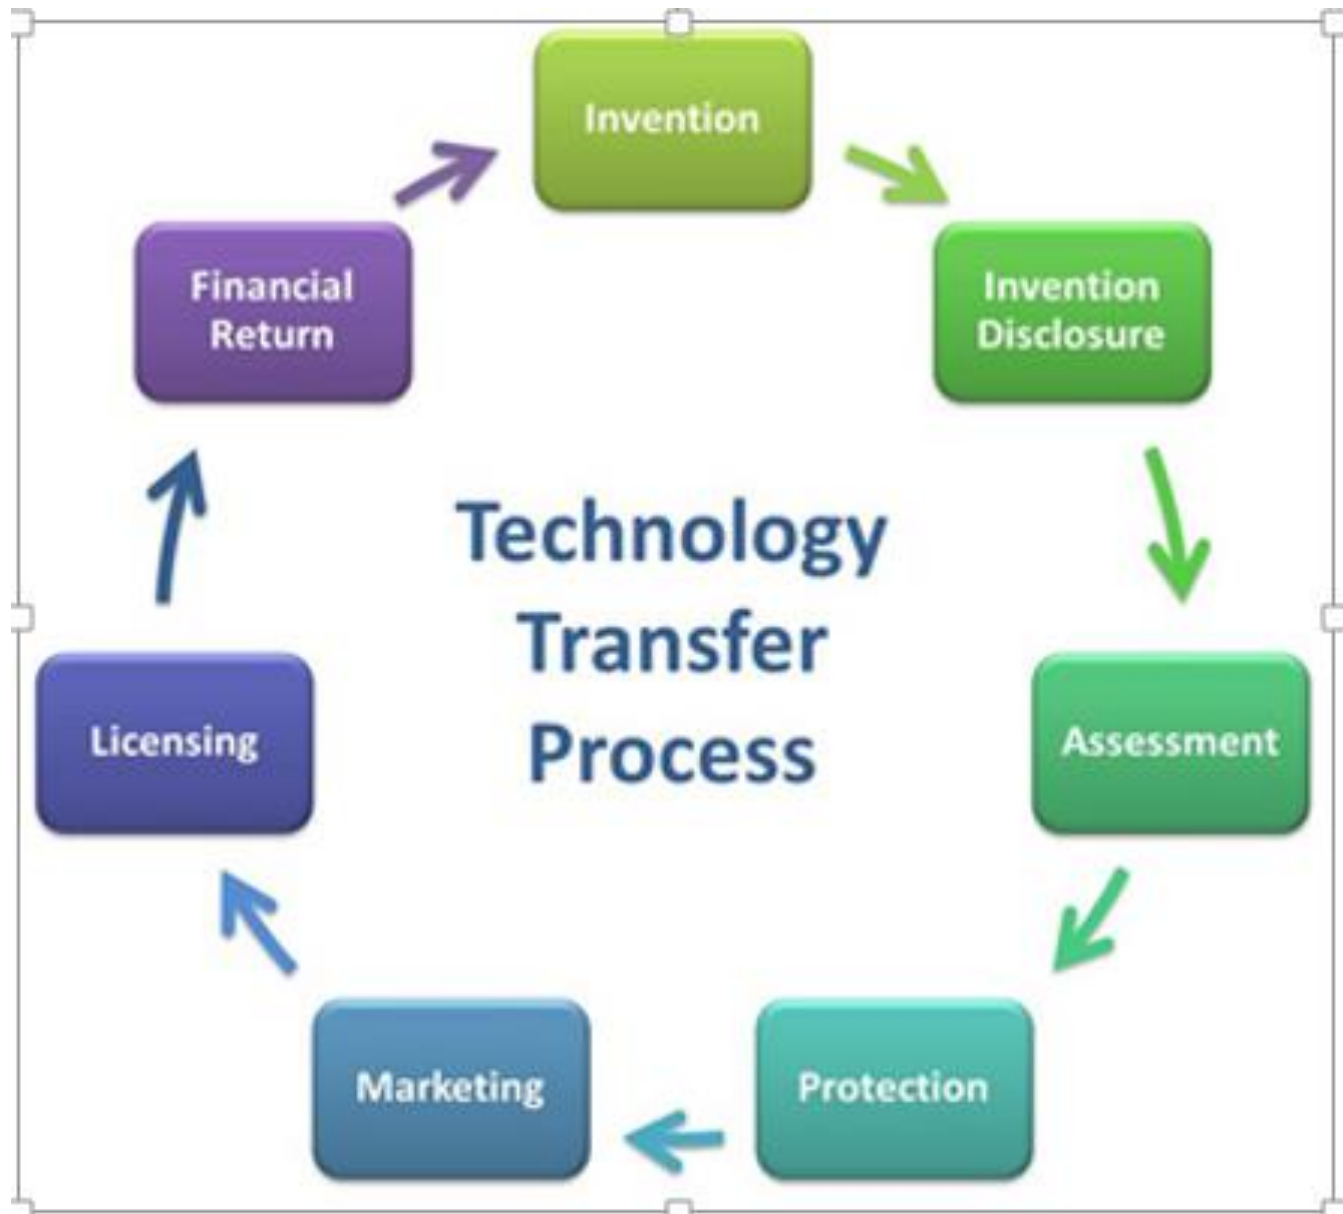 Invention
Invention
Disclosure
Assessment
Protection
Marketing
Licensing
Financial
Return
Technology
Transfer
Process